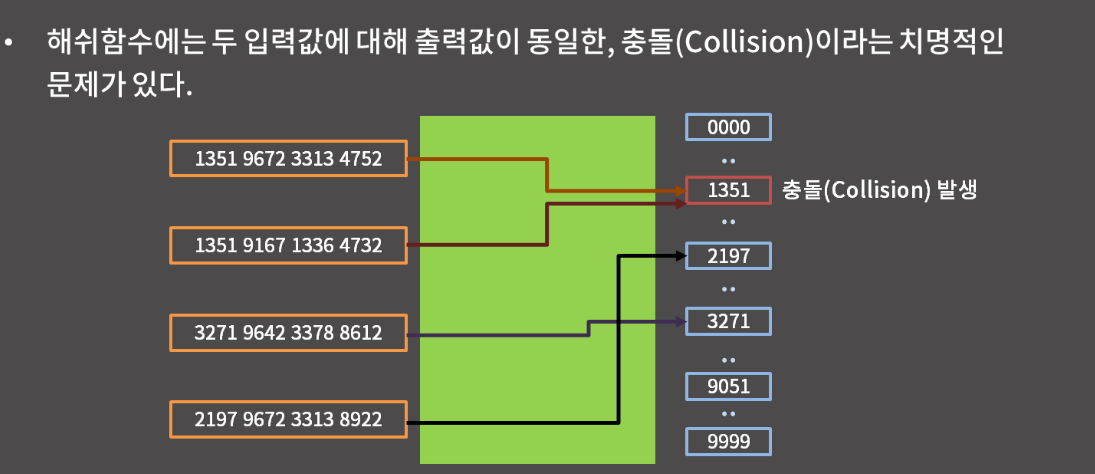 • 해쉬함수에는 두 입력값에 대해 출력값이 동일한, 충돌(Collision)이라는 치명적인
문제가 있다.
0000
1351 9672 3313 4752
..
1351 충돌(Collision) 발생
..
1351 9167 1336 4732
2197
..
3271 9642 3378 8612
3271
..
9051
..
2197 9672 3313 8922
9999